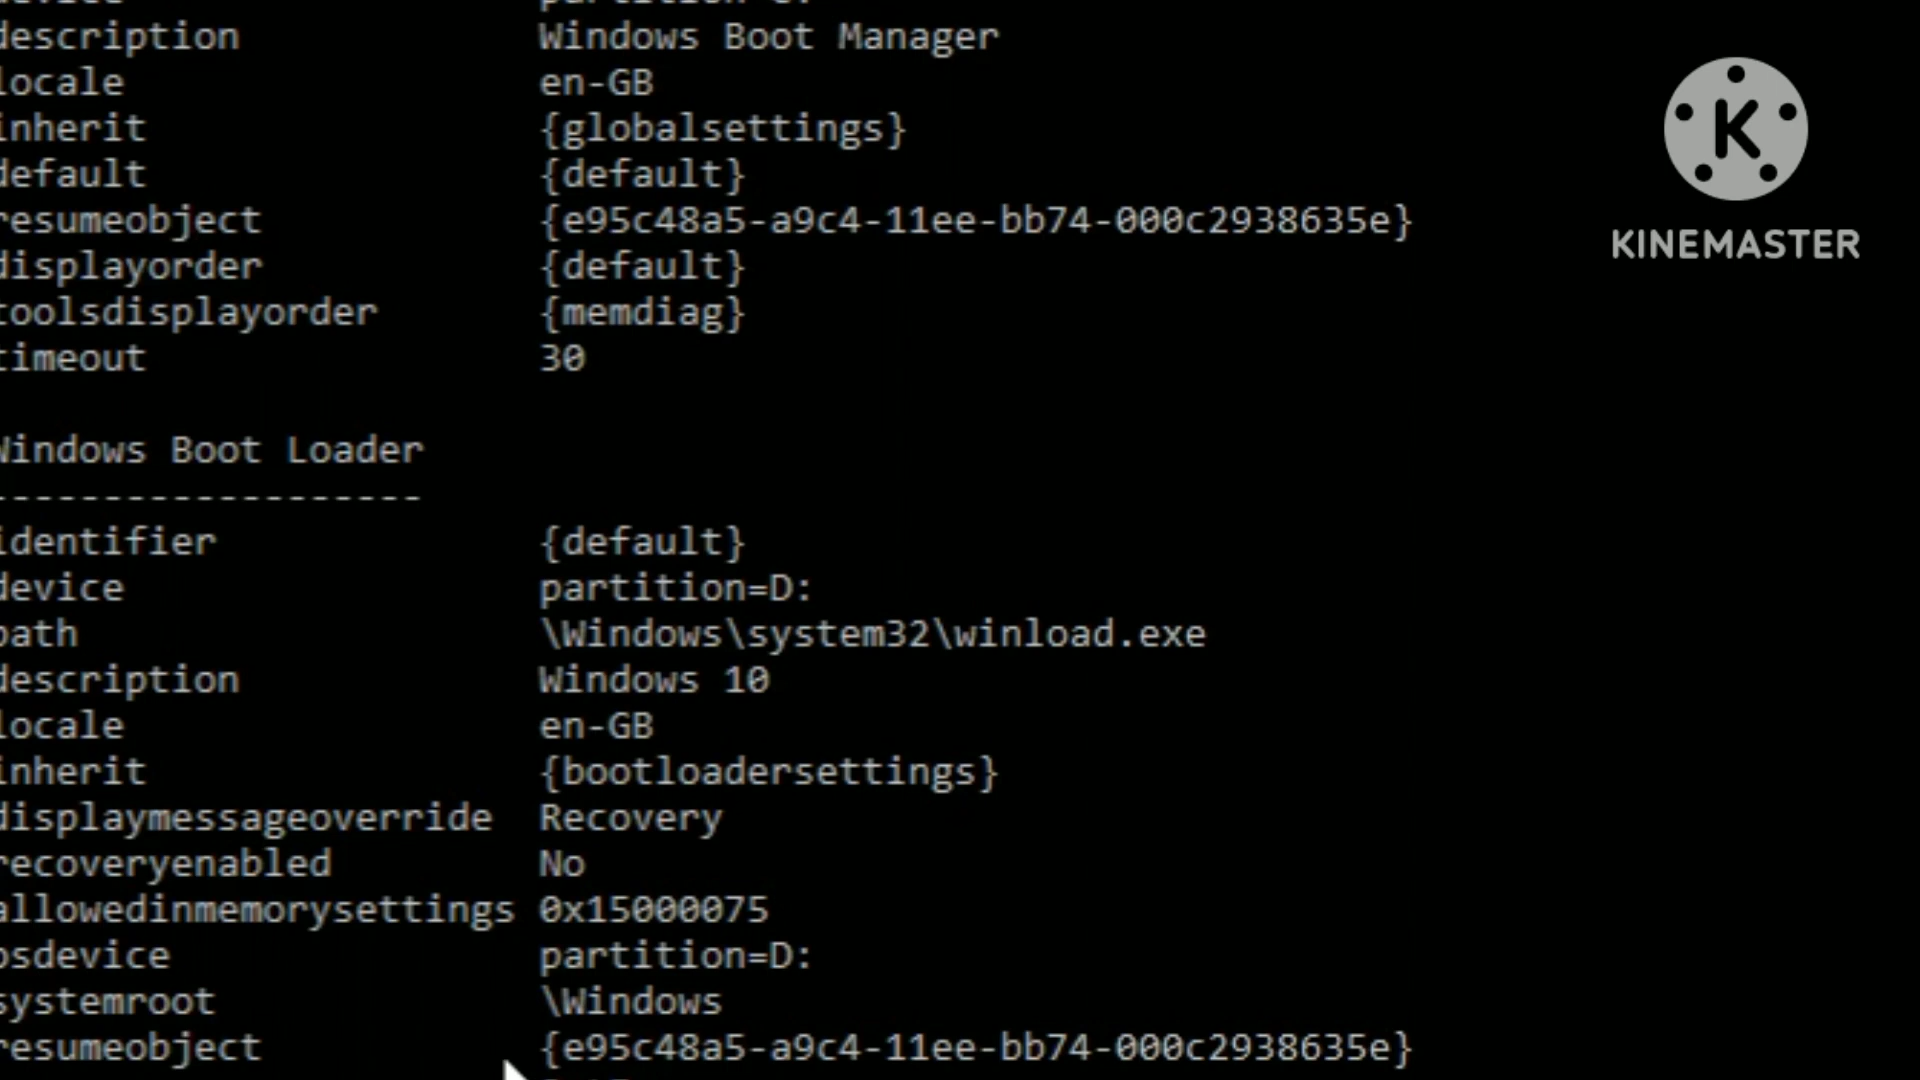 description Windows Boot Manager
locale en-GB
inherit {globalsettings}
default {default}
resumeobject {e95c48a5-a9c4-11ee-bb74-000c2938635e}
displayorder {default}
toolsdisplayorder {memdiag}
timeout 30
Windows Boot Loader
-------------------
identifier {default}
device partition=D:
path \Windows\system32\winload.exe
description Windows 10
locale en-GB
inherit {bootloadersettings}
displaymessageoverride Recovery
recoveryenabled No
allowedinmemorysettings 0x15000075
osdevice partition=D:
systemroot \Windows
resumeobject {e95c48a5-a9c4-11ee-bb74-000c2938635e}
K
KINEMASTER